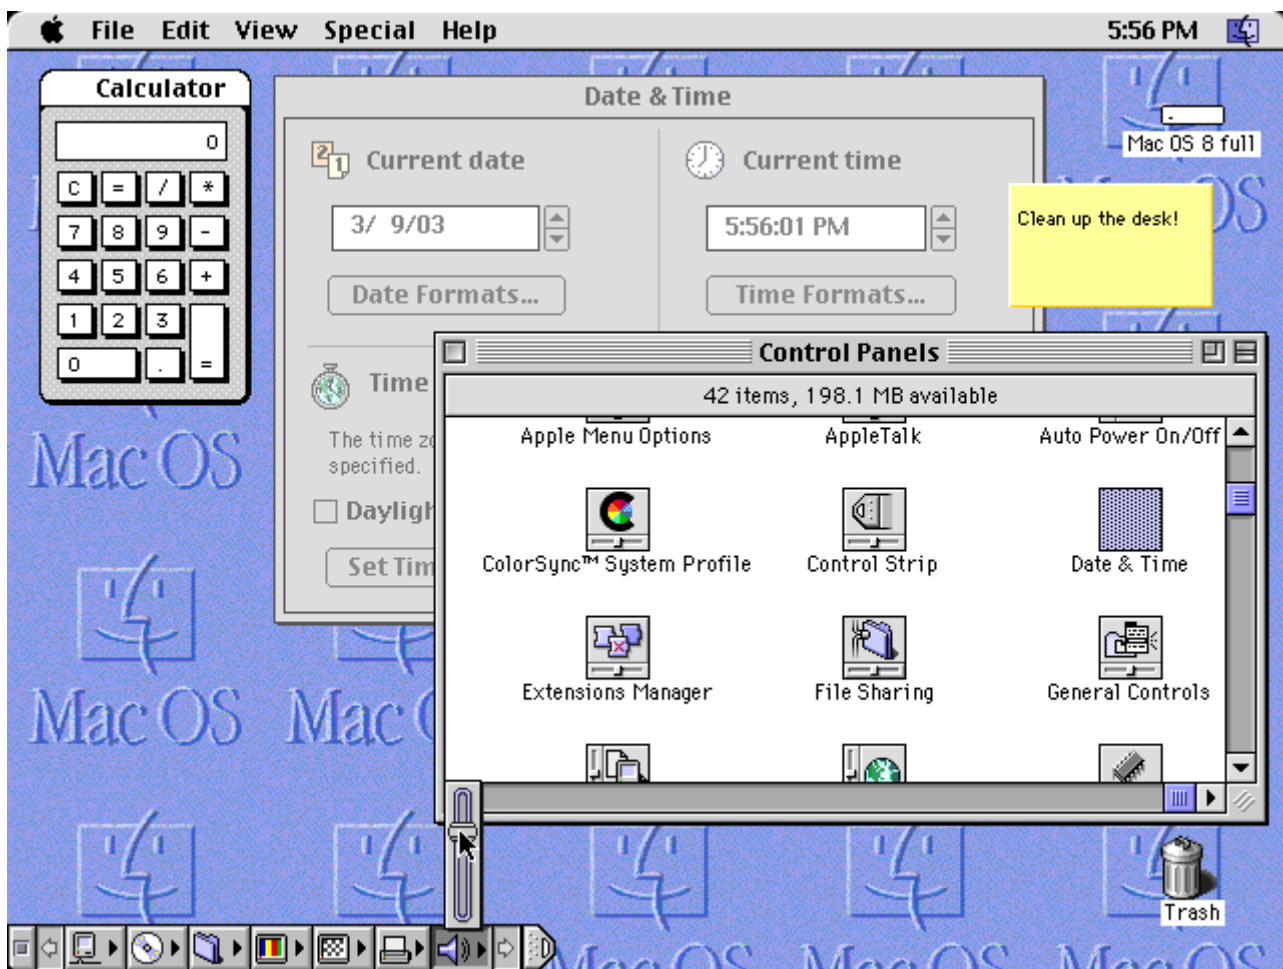 File Edit View Special Help 5:56 PM
Calculator
0
C = / *
7 8 9 -
4 5 6 +
1 2 3
0 . =
Date & Time
Current date
3/ 9/03
Date Formats...
Current time
5:56:01 PM
Time Formats...
Time
The time zo
specified.
Dayligh
Set Tim
Mac OS 8 full
Clean up the desk!
Control Panels
42 items, 198.1 MB available
Apple Menu Options AppleTalk Auto Power On/Off
ColorSync™ System Profile Control Strip Date & Time
Extensions Manager File Sharing General Controls
Mac OS
Mac OS Mac
Trash
Mac OS Mac OS